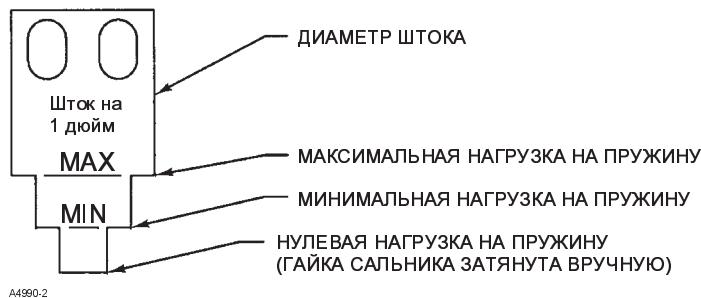 ДИАМЕТР ШТОКА
Шток на
1 дюйм
MAX
МАКСИМАЛЬНАЯ НАГРУЗКА НА ПРУЖИНУ
MIN
МИНИМАЛЬНАЯ НАГРУЗКА НА ПРУЖИНУ
НУЛЕВАЯ НАГРУЗКА НА ПРУЖИНУ
(ГАЙКА САЛЬНИКА ЗАТЯНУТА ВРУЧНУЮ)
A4990-2